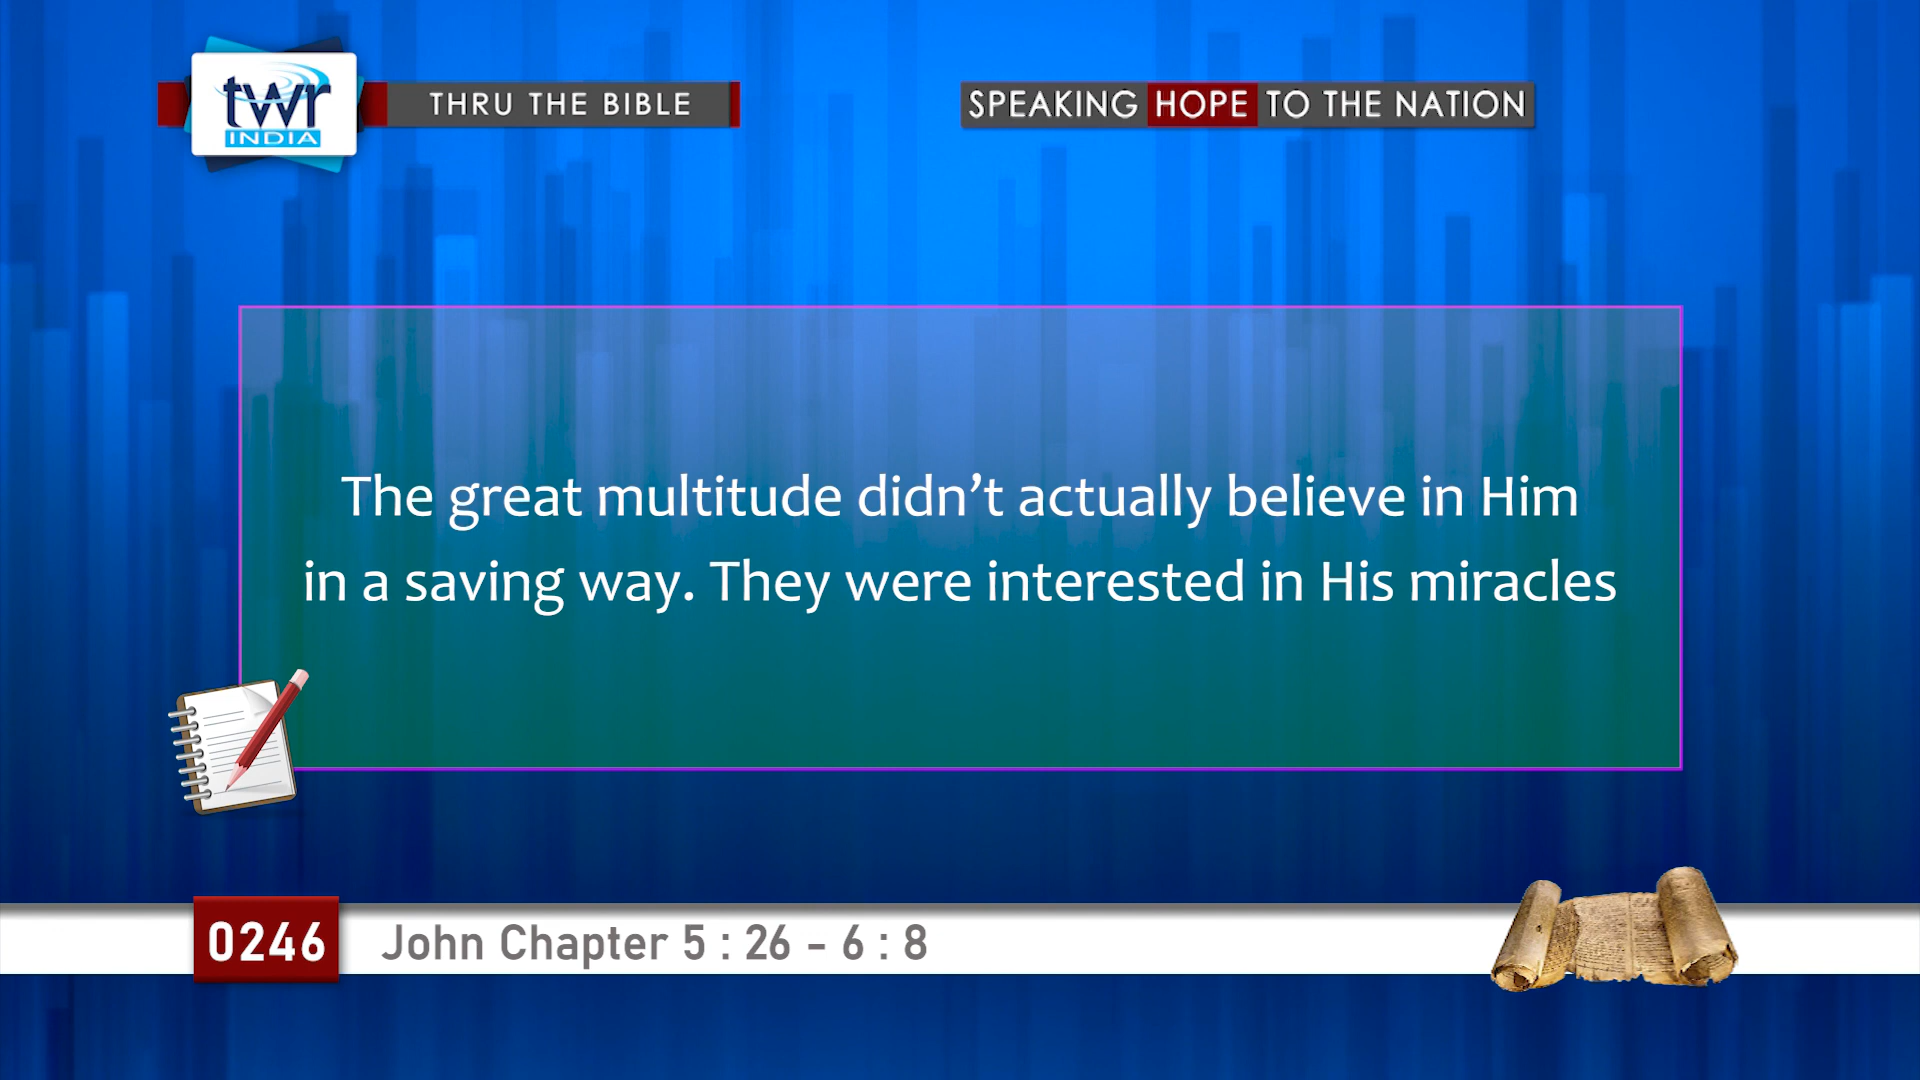 twr
INDIA
THRU THE BIBLE
SPEAKING HOPE TO THE NATION
The great multitude didn’t actually believe in Him
in a saving way. They were interested in His miracles
0246
John Chapter 5 : 26 - 6 : 8